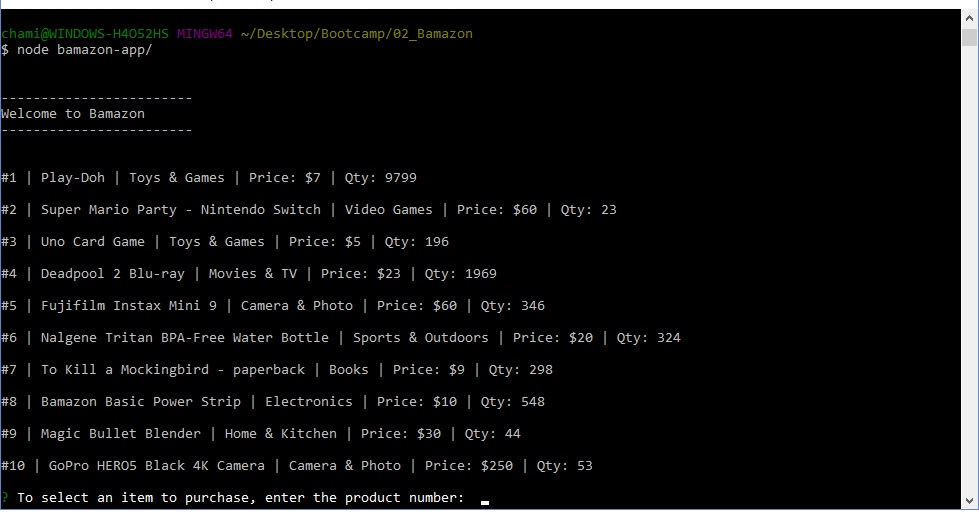 chami@WINDOWS-H4O52HS MINGW64 ~/Desktop/Bootcamp/02_Bamazon
$ node bamazon-app/
------------------------
Welcome to Bamazon
------------------------
#1 | Play-Doh | Toys & Games | Price: $7 | Qty: 9799
#2 | Super Mario Party - Nintendo Switch | Video Games | Price: $60 | Qty: 23
#3 | Uno Card Game | Toys & Games | Price: $5 | Qty: 196
#4 | Deadpool 2 Blu-ray | Movies & TV | Price: $23 | Qty: 1969
#5 | Fujifilm Instax Mini 9 | Camera & Photo | Price: $60 | Qty: 346
#6 | Nalgene Tritan BPA-Free Water Bottle | Sports & Outdoors | Price: $20 | Qty: 324
#7 | To Kill a Mockingbird - paperback | Books | Price: $9 | Qty: 298
#8 | Bamazon Basic Power Strip | Electronics | Price: $10 | Qty: 548
#9 | Magic Bullet Blender | Home & Kitchen | Price: $30 | Qty: 44
#10 | GoPro HERO5 Black 4K Camera | Camera & Photo | Price: $250 | Qty: 53
? To select an item to purchase, enter the product number: